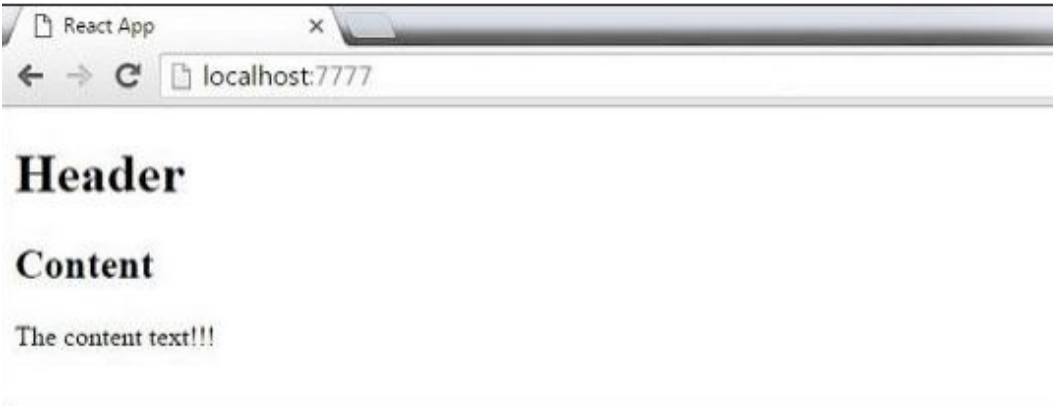 React App
localhost:7777
Header
Content
The content text!!!